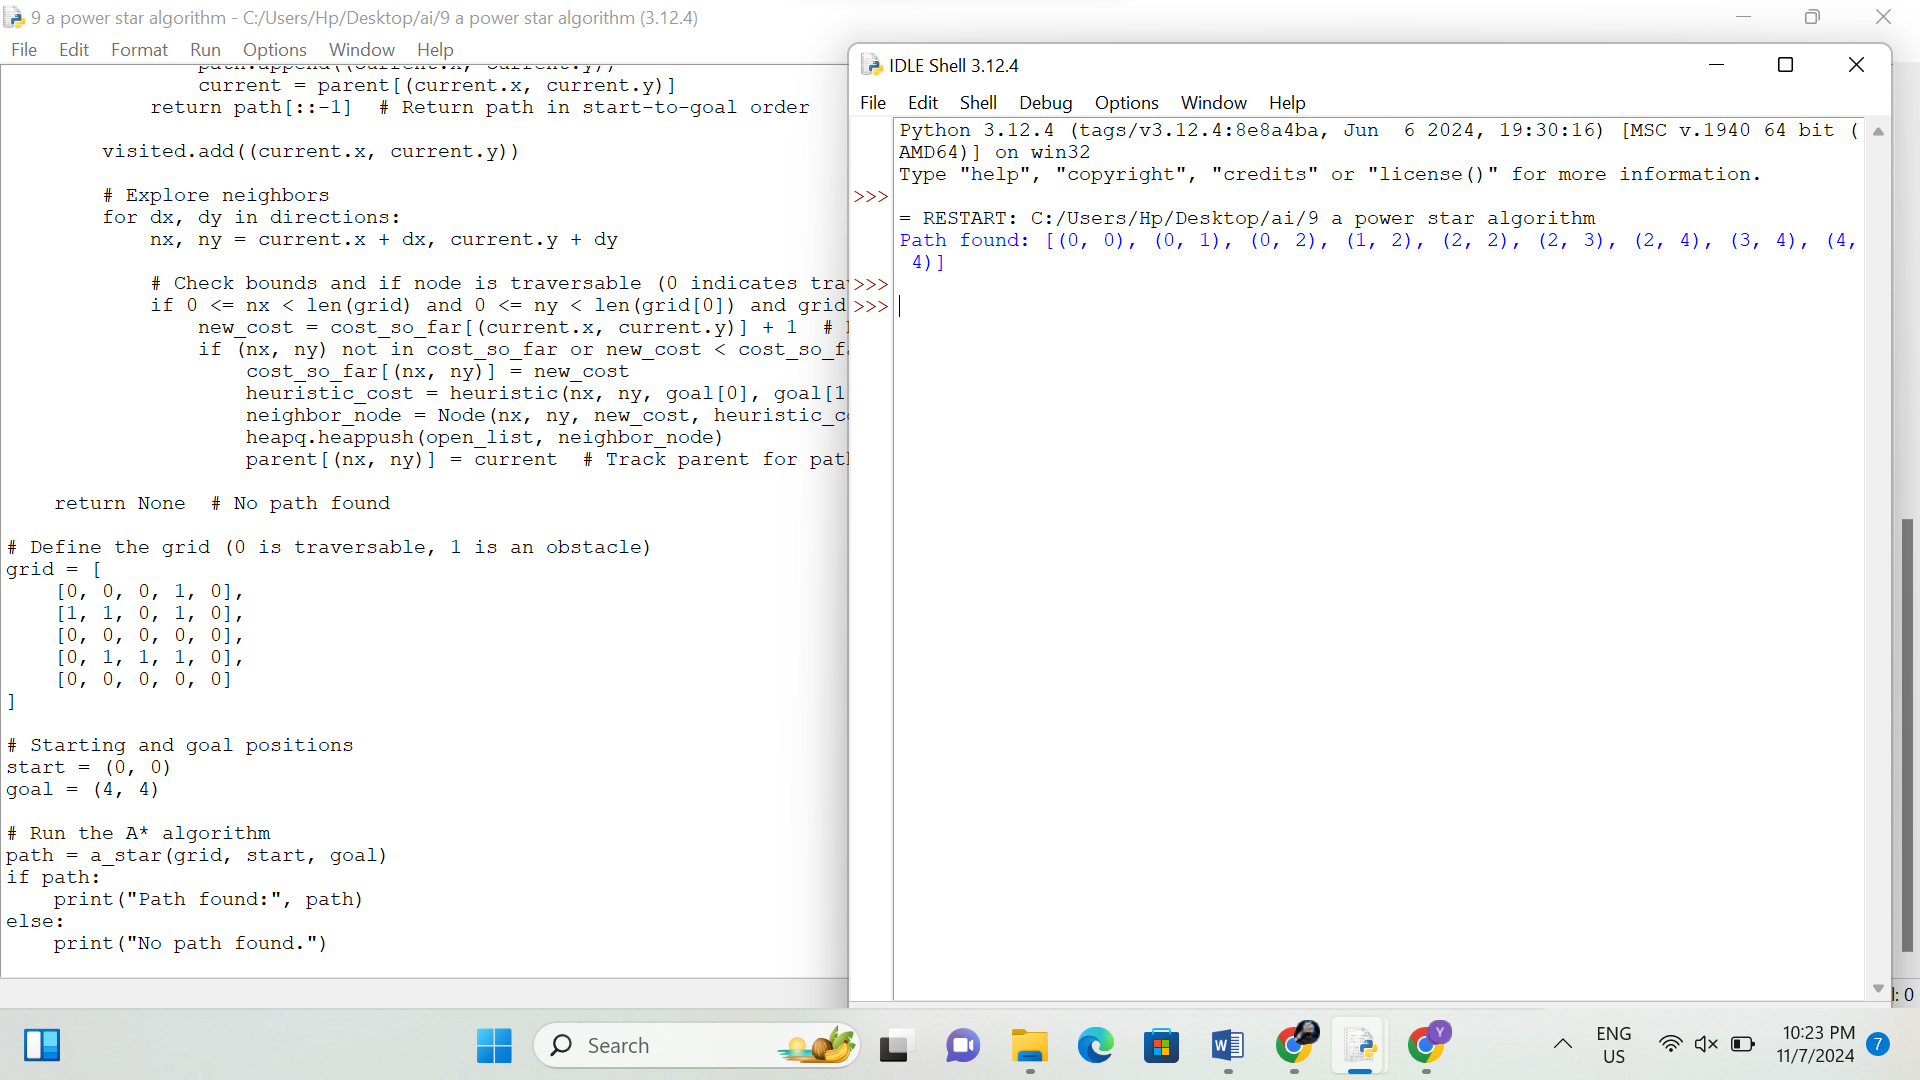 9 a power star algorithm - C:/Users/Hp/Desktop/ai/9 a power star algorithm (3.12.4)
File Edit Format Run Options Window Help
path.append((current.x, current.y))
current = parent[(current.x, current.y)]
return path[::-1]  # Return path in start-to-goal order
visited.add((current.x, current.y))
# Explore neighbors
for dx, dy in directions:
nx, ny = current.x + dx, current.y + dy
# Check bounds and if node is traversable (0 indicates tra
if 0 <= nx < len(grid) and 0 <= ny < len(grid[0]) and grid
new_cost = cost_so_far[(current.x, current.y)] + 1  #
if (nx, ny) not in cost_so_far or new_cost < cost_so_f
cost_so_far[(nx, ny)] = new_cost
heuristic_cost = heuristic(nx, ny, goal[0], goal[1
neighbor_node = Node(nx, ny, new_cost, heuristic_c
heapq.heappush(open_list, neighbor_node)
parent[(nx, ny)] = current  # Track parent for pat
return None  # No path found
# Define the grid (0 is traversable, 1 is an obstacle)
grid = [
[0, 0, 0, 1, 0],
[1, 1, 0, 1, 0],
[0, 0, 0, 0, 0],
[0, 1, 1, 1, 0],
[0, 0, 0, 0, 0]
]
# Starting and goal positions
start = (0, 0)
goal = (4, 4)
# Run the A* algorithm
path = a_star(grid, start, goal)
if path:
print("Path found:", path)
else:
print("No path found.")
IDLE Shell 3.12.4
File Edit Shell Debug Options Window Help
Python 3.12.4 (tags/v3.12.4:8e8a4ba, Jun  6 2024, 19:30:16) [MSC v.1940 64 bit (
AMD64)] on win32
Type "help", "copyright", "credits" or "license()" for more information.
>>>
= RESTART: C:/Users/Hp/Desktop/ai/9 a power star algorithm
Path found: [(0, 0), (0, 1), (0, 2), (1, 2), (2, 2), (2, 3), (2, 4), (3, 4), (4,
4)]
>>>
>>>
: 0
Search
Y
ENG
US
10:23 PM
11/7/2024
7